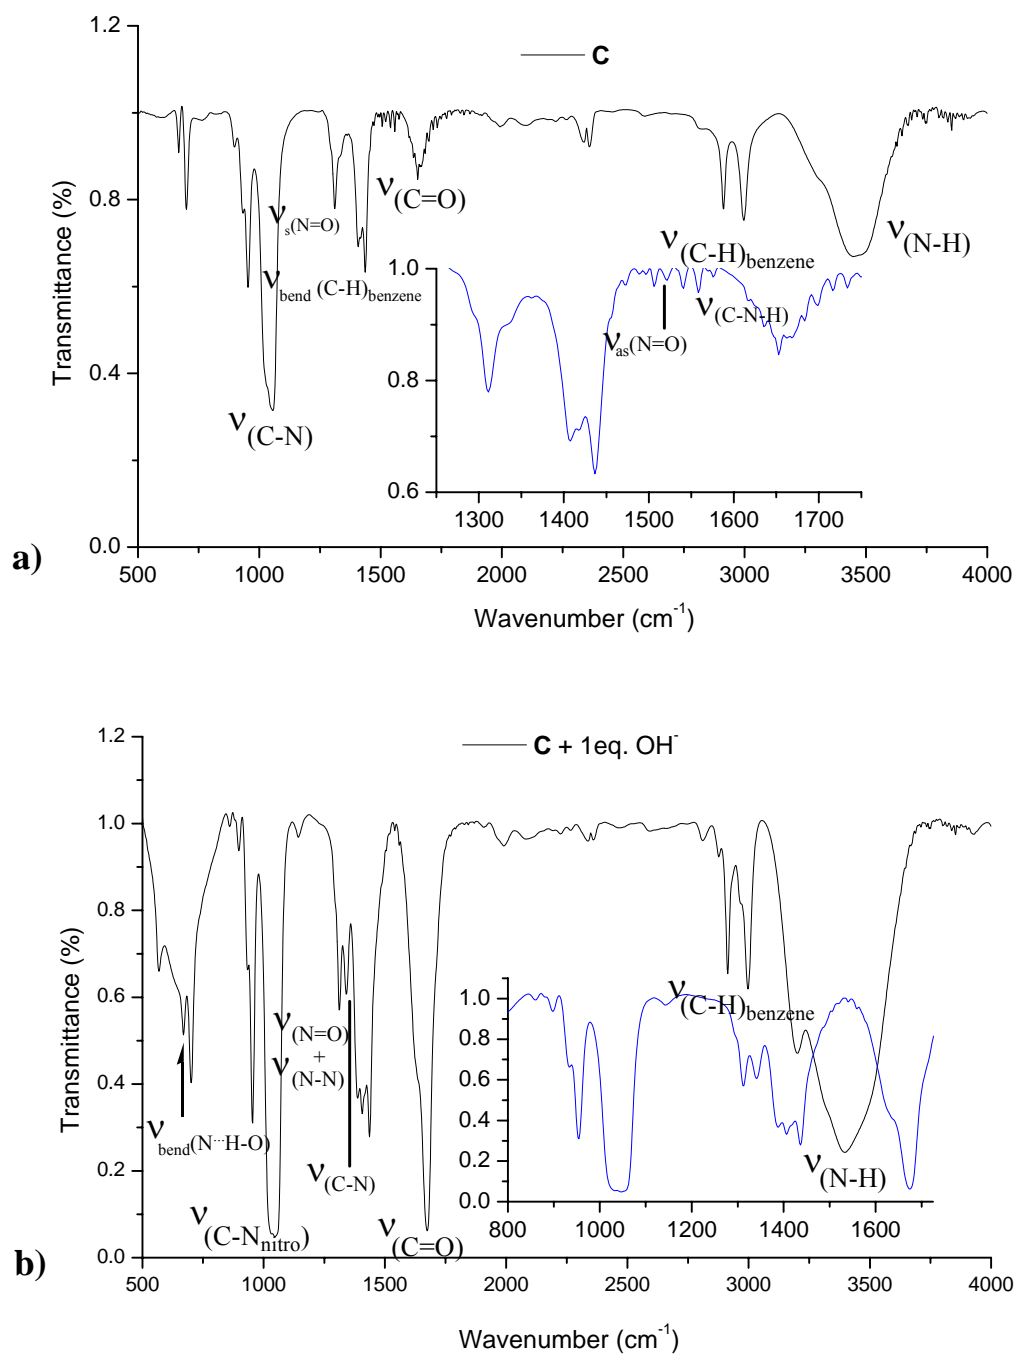 1.2
C
1.0
0.8
0.4
0.0
Transmittance (%)
ν(C=O)
νs(N=O)
ν(N-H)
ν(C-H)benzene
νbend (C-H)benzene
1.0
ν(C-N-H)
νas(N=O)
0.8
ν(C-N)
0.6
1300 1400 1500 1600 1700
a)
500 1000 1500 2000 2500 3000 3500 4000
Wavenumber (cm-1)
1.2
C + 1eq. OH-
1.0
0.8
0.6
0.4
0.2
0.0
Transmittance (%)
ν(C-H)benzene
1.0
0.8
0.6
0.4
0.2
0.0
ν(N=O)
+
ν(N-N)
νbend(N···H-O)
ν(C-N)
ν(N-H)
ν(C-Nnitro)
ν(C=O)
800 1000 1200 1400 1600
b)
500 1000 1500 2000 2500 3000 3500 4000
Wavenumber (cm-1)